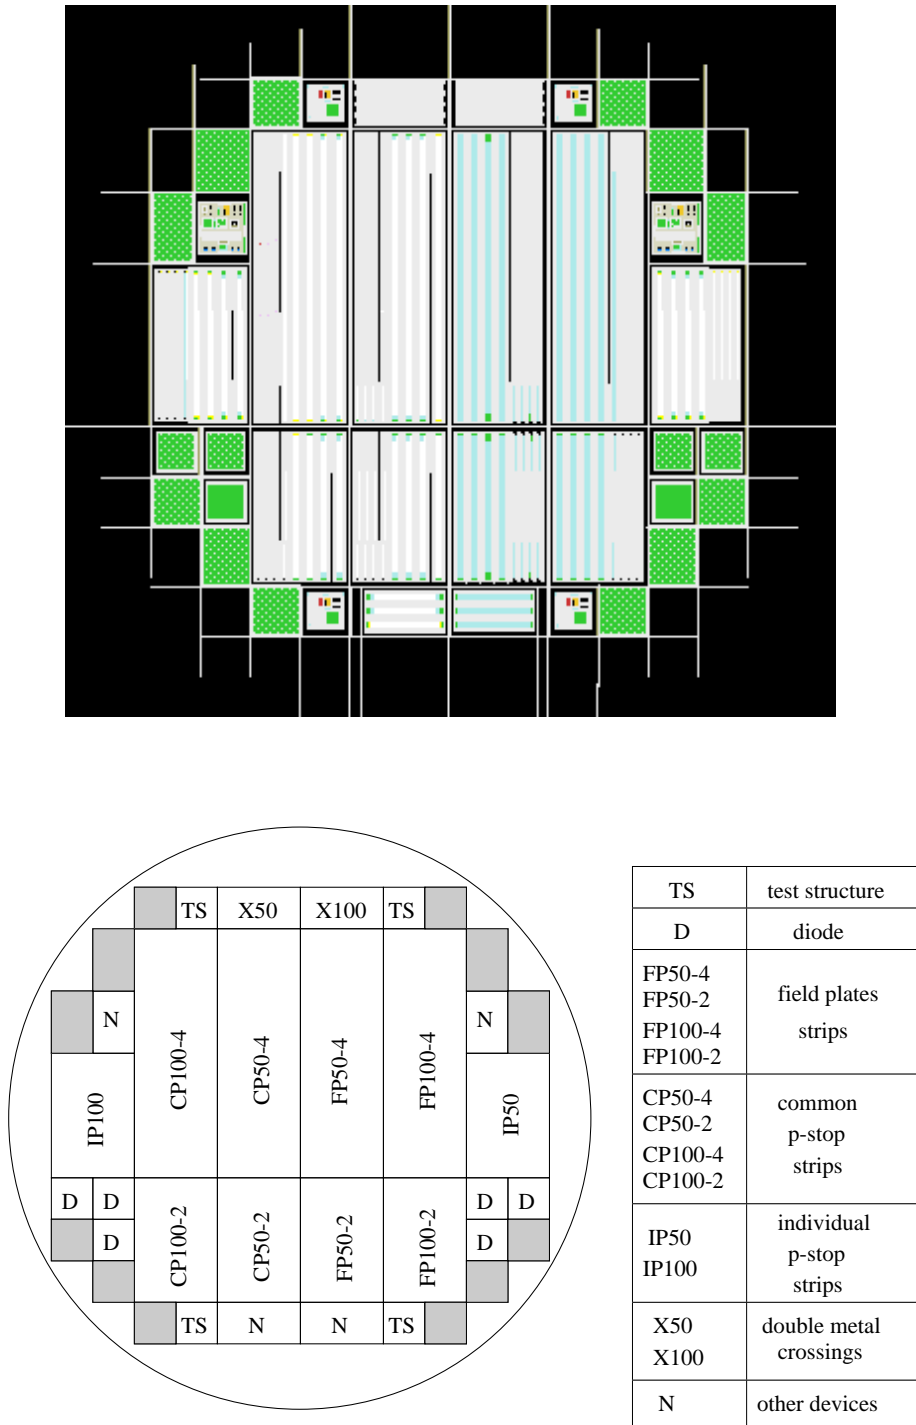 TS X50 X100 TS
N N
CP100-4 CP50-4 FP50-4 FP100-4
IP100 IP50
D D D D
D D
CP100-2 CP50-2 FP50-2 FP100-2
TS N N TS
TS test structure
D diode
FP50-4
FP50-2
FP100-4
FP100-2
field plates
strips
CP50-4
CP50-2
CP100-4
CP100-2
common
p-stop
strips
IP50
IP100
individual
p-stop
strips
X50
X100
double metal
crossings
N other devices